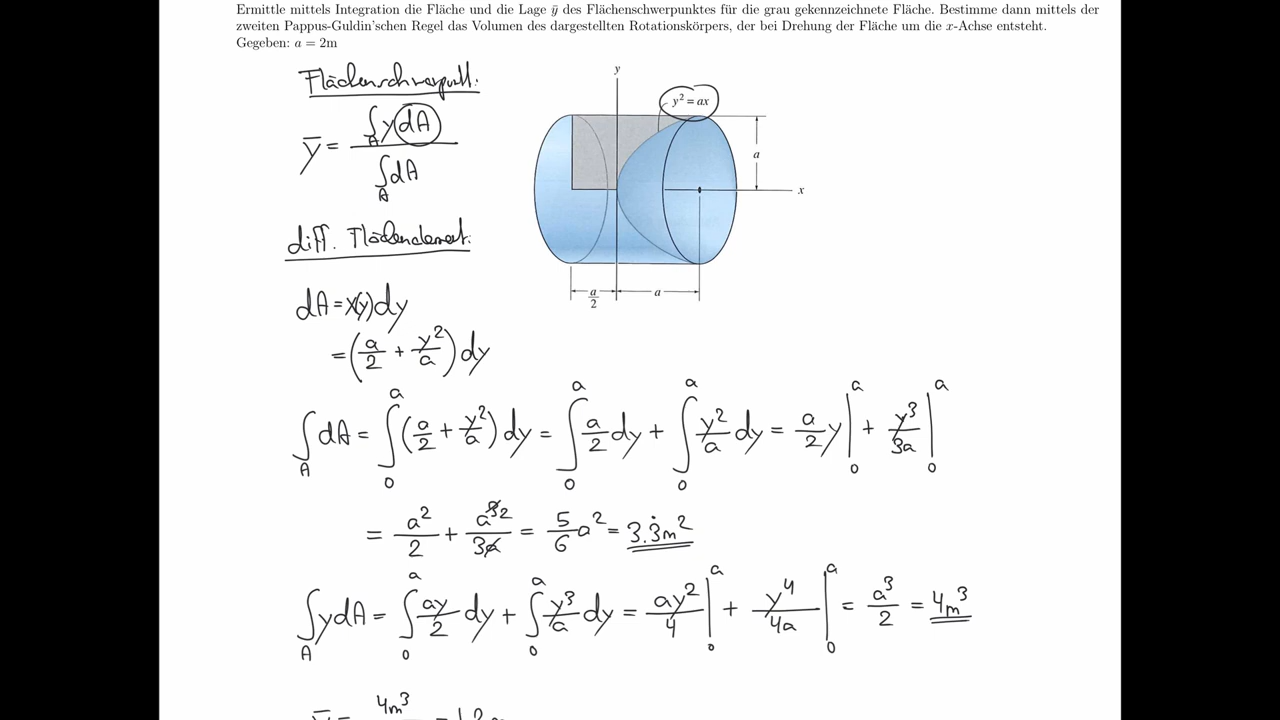 Ermittle mittels Integration die Fläche und die Lage ȳ des Flächenschwerpunktes für die grau gekennzeichnete Fläche. Bestimme dann mittels der
zweiten Pappus-Guldin'schen Regel das Volumen des dargestellten Rotationskörpers, der bei Drehung der Fläche um die x-Achse entsteht.
Gegeben: a = 2m
Flächenschwerpunkt:
ȳ = ∫_A y dA / ∫_A dA
y
y² = ax
a
x
a/2
a
diff. Flächenelement:
dA = x(y) dy
= (a/2 + y²/a) dy
∫_A dA = ∫_0^a (a/2 + y²/a) dy = ∫_0^a a/2 dy + ∫_0^a y²/a dy = a/2 y |_0^a + y³/3a |_0^a
= a²/2 + a³²/3a = 5/6 a² = 3.3̇m²
∫_A y dA = ∫_0^a ay/2 dy + ∫_0^a y³/a dy = ay²/4 |_0^a + y⁴/4a |_0^a = a³/2 = 4m³
4m³